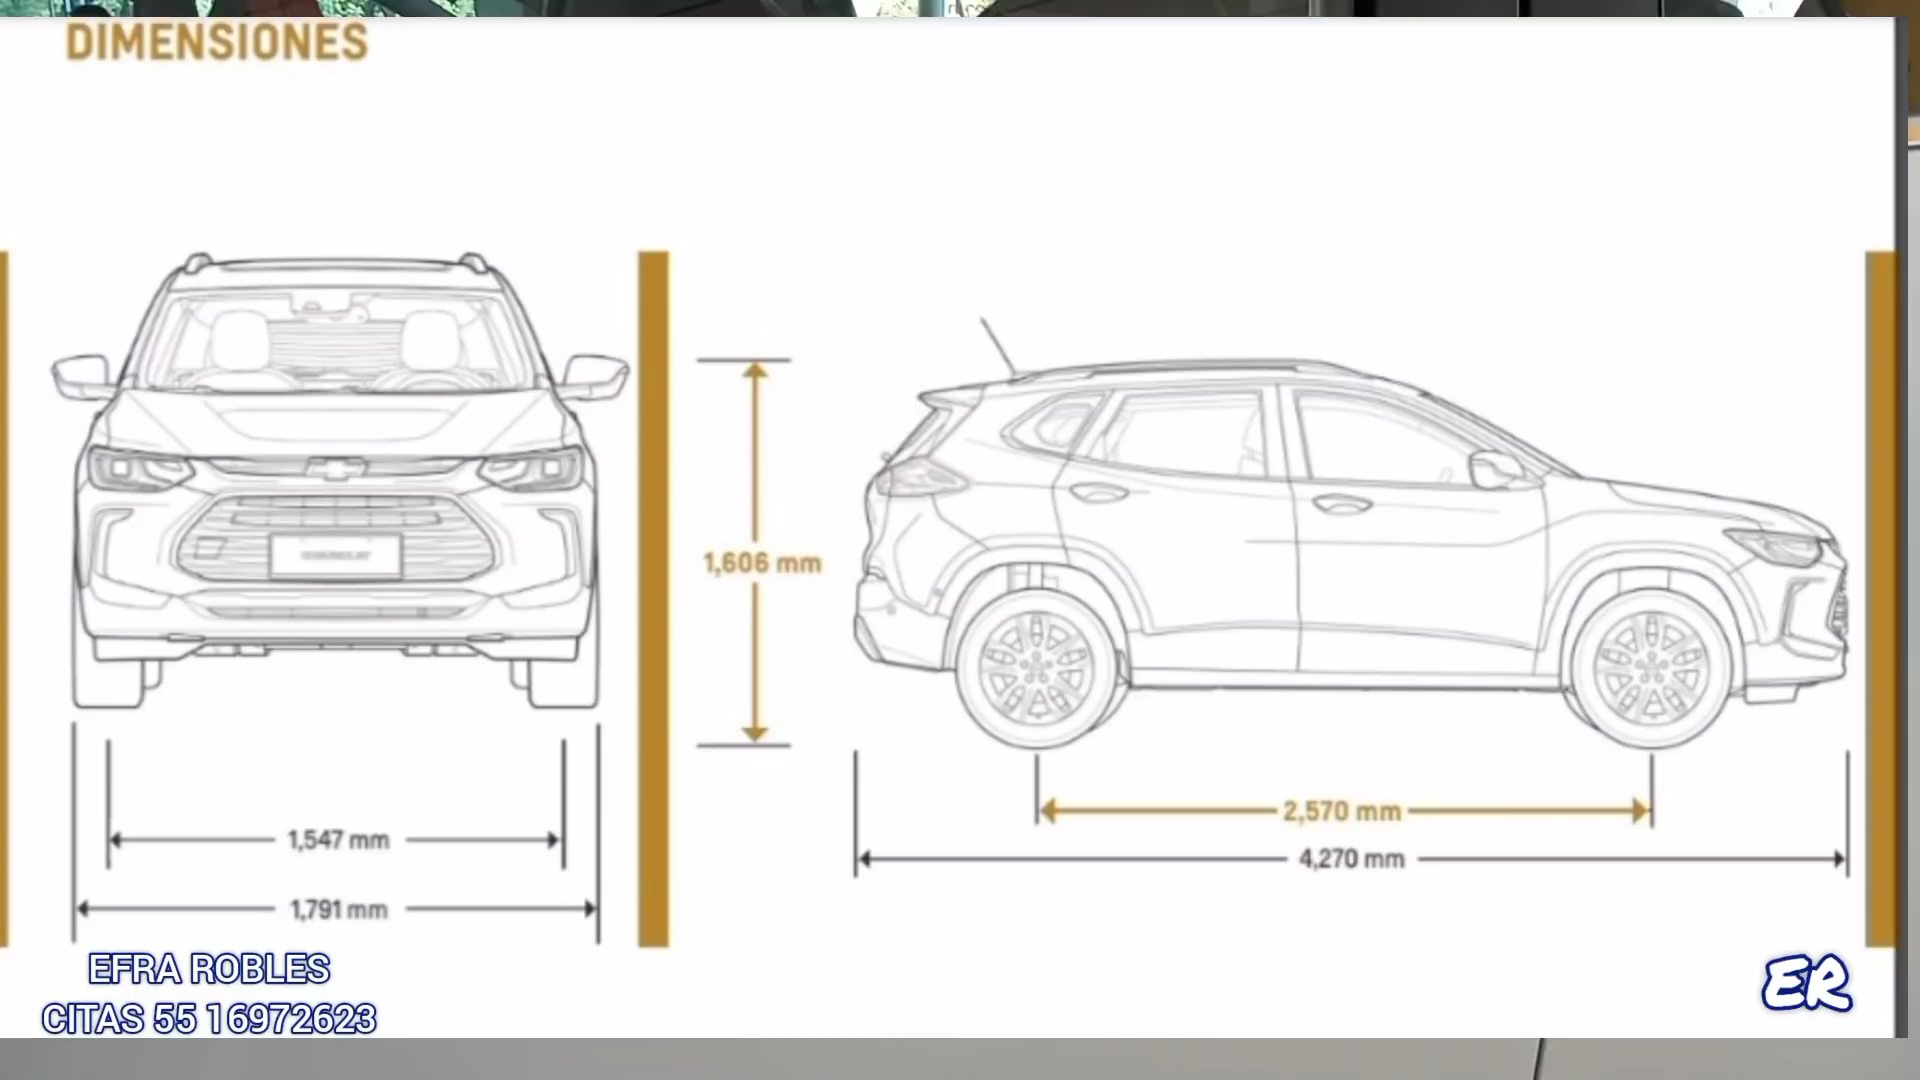 DIMENSIONES
1,606 mm
1,547 mm
1,791 mm
2,570 mm
4,270 mm
EFRA ROBLES
CITAS 55 16972623
ER